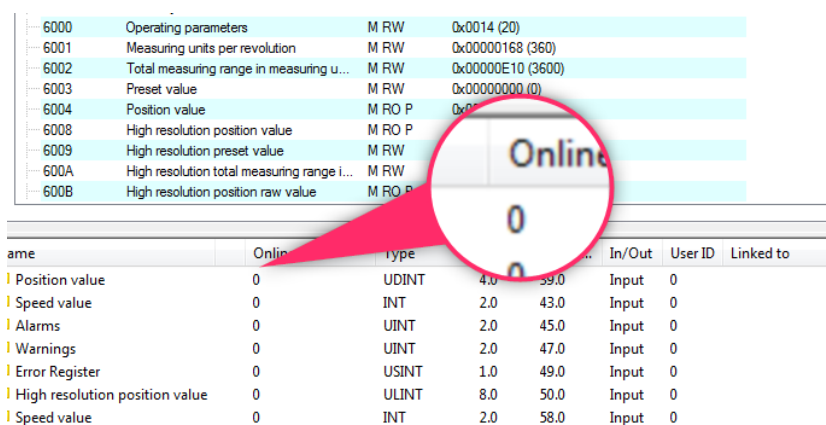 6000 Operating parameters M RW 0x0014 (20)
6001 Measuring units per revolution M RW 0x00000168 (360)
6002 Total measuring range in measuring u... M RW 0x00000E10 (3600)
6003 Preset value M RW 0x00000000 (0)
6004 Position value M RO P
6008 High resolution position value M RO P
6009 High resolution preset value M RW
600A High resolution total measuring range i... M RW
600B High resolution position raw value M RO P
Online
0
0
ame Online Type ... In/Out User ID Linked to
Position value 0 UDINT 4.0 39.0 Input 0
Speed value 0 INT 2.0 43.0 Input 0
Alarms 0 UINT 2.0 45.0 Input 0
Warnings 0 UINT 2.0 47.0 Input 0
Error Register 0 USINT 1.0 49.0 Input 0
High resolution position value 0 ULINT 8.0 50.0 Input 0
Speed value 0 INT 2.0 58.0 Input 0